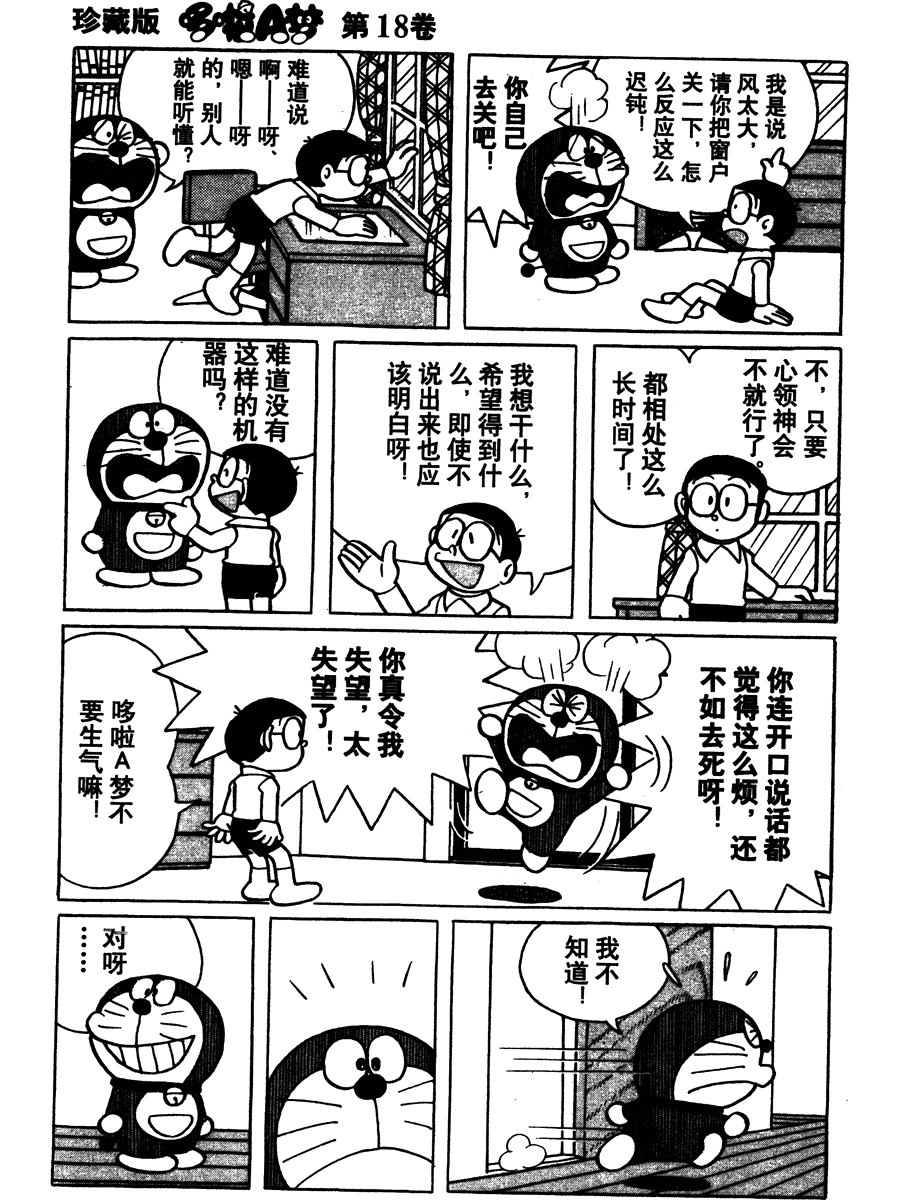 珍藏版 哆啦A梦 第18卷
我是说
风太大，
请你把窗户
关一下，怎
么反应这么
迟钝！
你自己
去关吧！
难道说
啊——呀、
嗯——呀
的，别人
就能听懂？
不，只要
心领神会
不就行了。
都相处这么
长时间了！
我想干什么，
希望得到什
么，即使不
说出来也应
该明白呀！
难道没有
这样的机
器吗？
你连开口说话都
觉得这么烦，还
不如去死呀！
你真令我
失望，太
失望了！
哆啦A梦不
要生气嘛！
我不
知道！
对呀
……